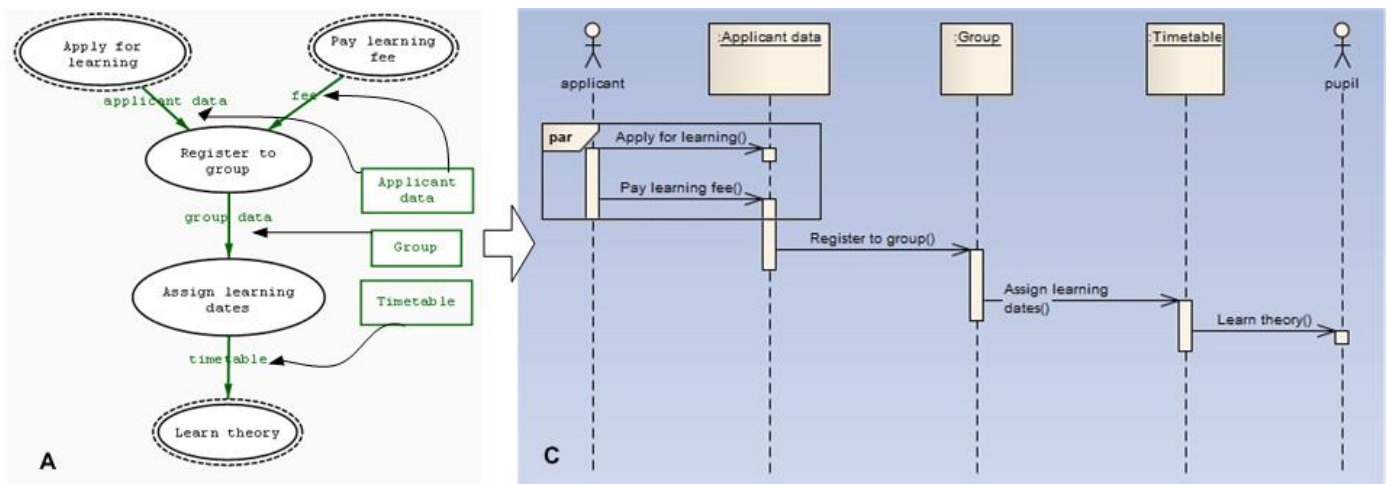 Apply for
learning
Pay learning
fee
applicant data
fee
Register to
group
Applicant
data
group data
Group
Assign learning
dates
Timetable
timetable
Learn theory
A
:Applicant data
:Group
:Timetable
applicant
pupil
par
Apply for learning()
Pay learning fee()
Register to group()
Assign learning
dates()
Learn theory()
C